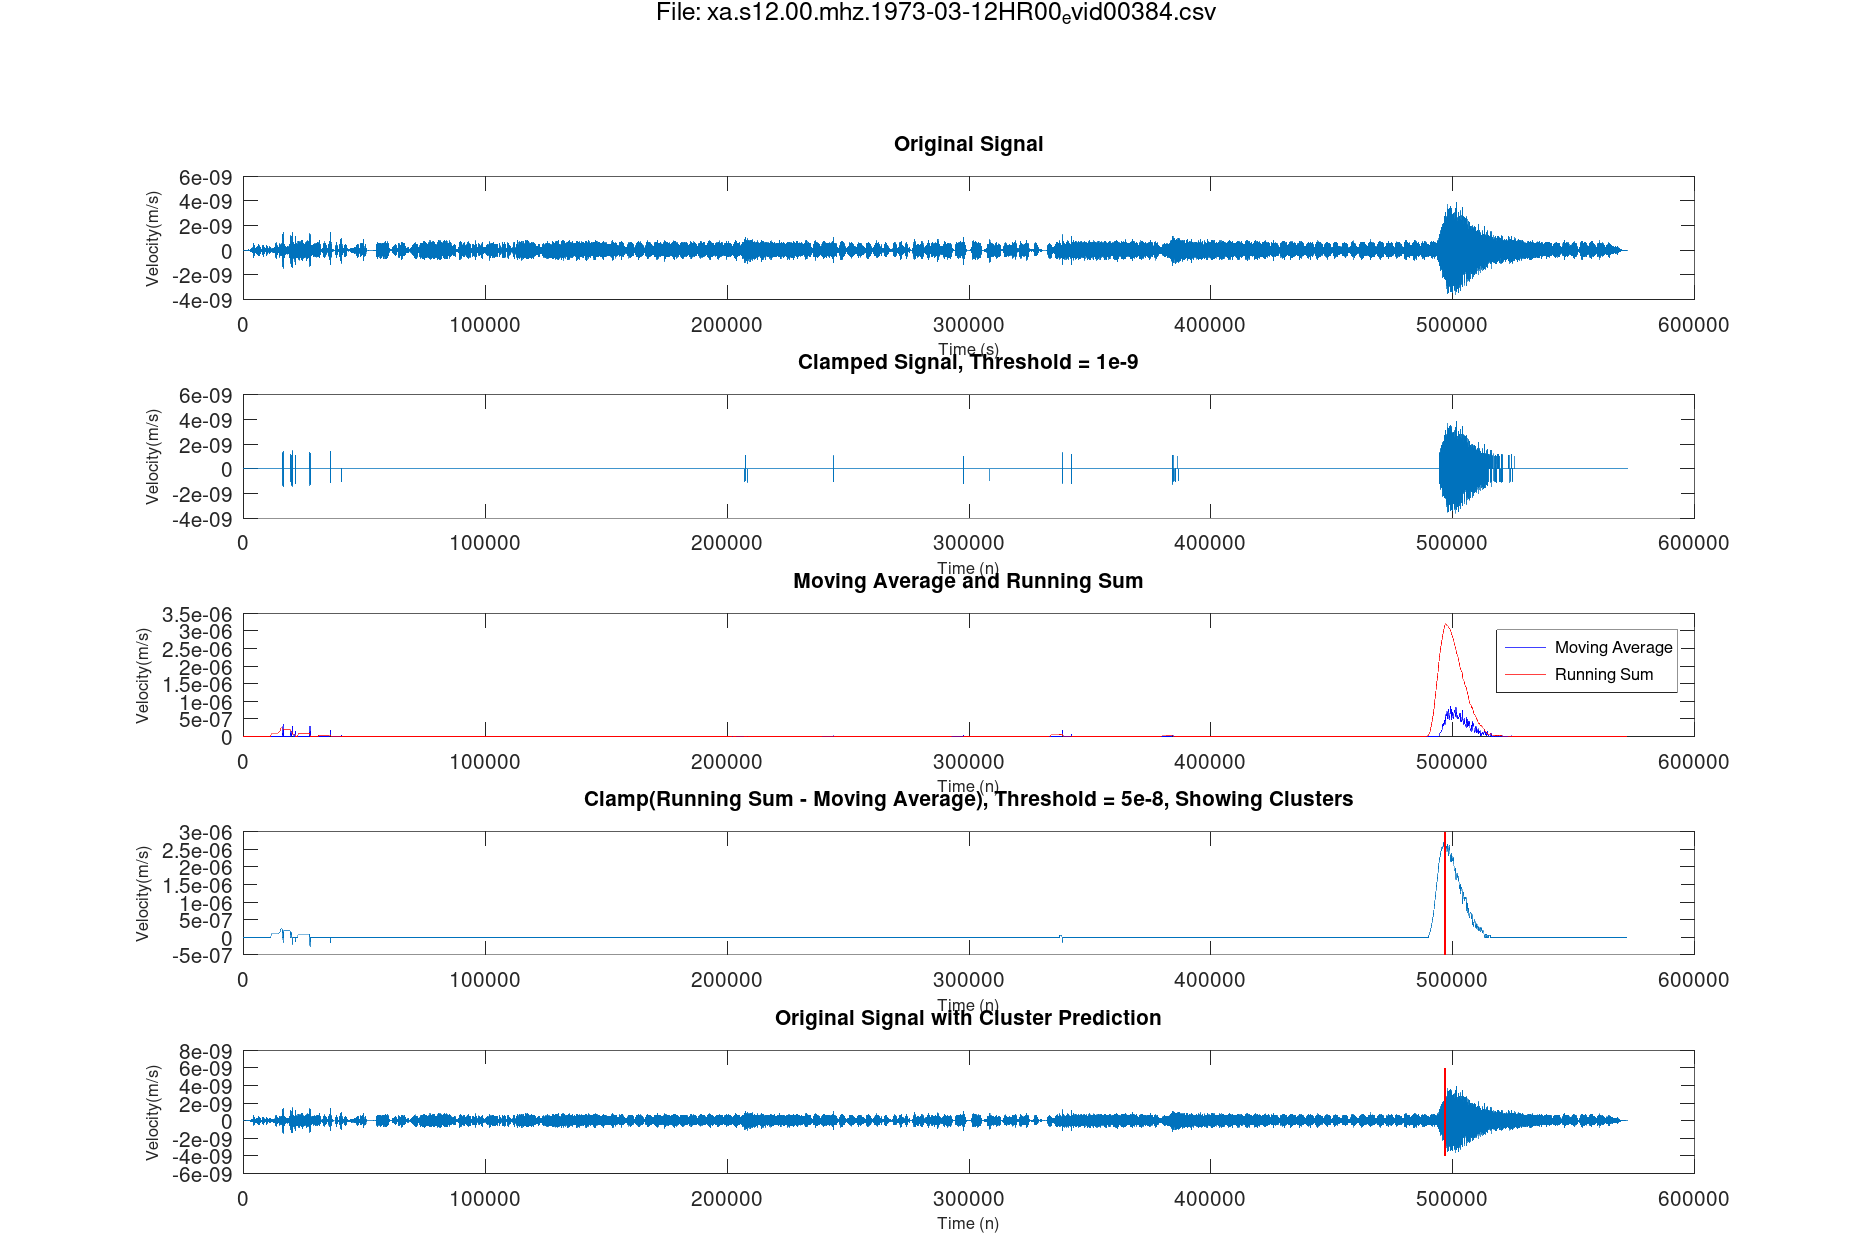 File: xa.s12.00.mhz.1973-03-12HR00evid00384.csv
Original Signal
6e-09
4e-09
2e-09
0
-2e-09
-4e-09
Velocity(m/s)
0 100000 200000 300000 400000 500000 600000
Time (s)
Clamped Signal, Threshold = 1e-9
6e-09
4e-09
2e-09
0
-2e-09
-4e-09
Velocity(m/s)
0 100000 200000 300000 400000 500000 600000
Time (n)
Moving Average and Running Sum
3.5e-06
3e-06
2.5e-06
2e-06
1.5e-06
1e-06
5e-07
0
Velocity(m/s)
Moving Average
Running Sum
0 100000 200000 300000 400000 500000 600000
Time (n)
Clamp(Running Sum - Moving Average), Threshold = 5e-8, Showing Clusters
3e-06
2.5e-06
2e-06
1.5e-06
1e-06
5e-07
0
-5e-07
Velocity(m/s)
0 100000 200000 300000 400000 500000 600000
Time (n)
Original Signal with Cluster Prediction
8e-09
6e-09
4e-09
2e-09
0
-2e-09
-4e-09
-6e-09
Velocity(m/s)
0 100000 200000 300000 400000 500000 600000
Time (n)